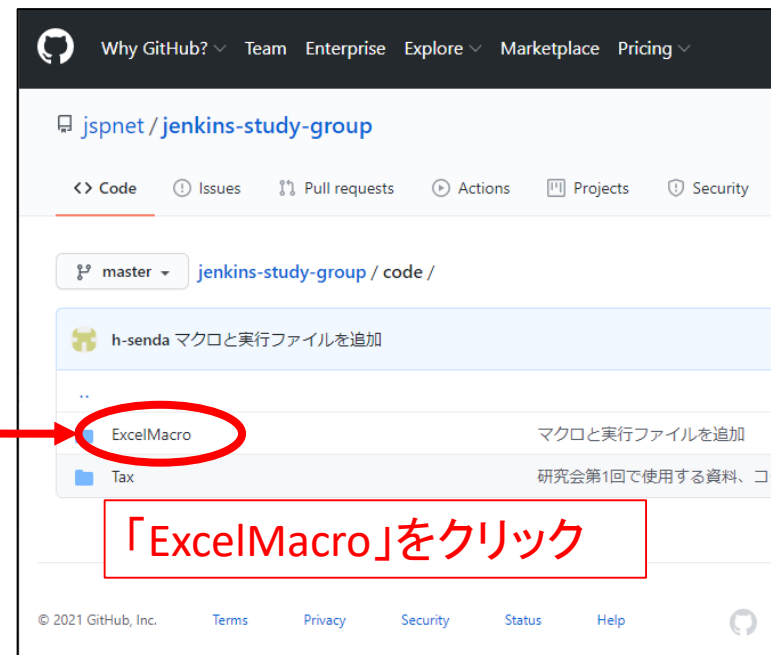 Why GitHub? Team Enterprise Explore Marketplace Pricing
jspnet / jenkins-study-group
<> Code Issues Pull requests Actions Projects Security
master jenkins-study-group / code /
h-senda マクロと実行ファイルを追加
..
ExcelMacro マクロと実行ファイルを追加
Tax 研究会第1回で使用する資料、コ
「ExcelMacro」をクリック
© 2021 GitHub, Inc. Terms Privacy Security Status Help